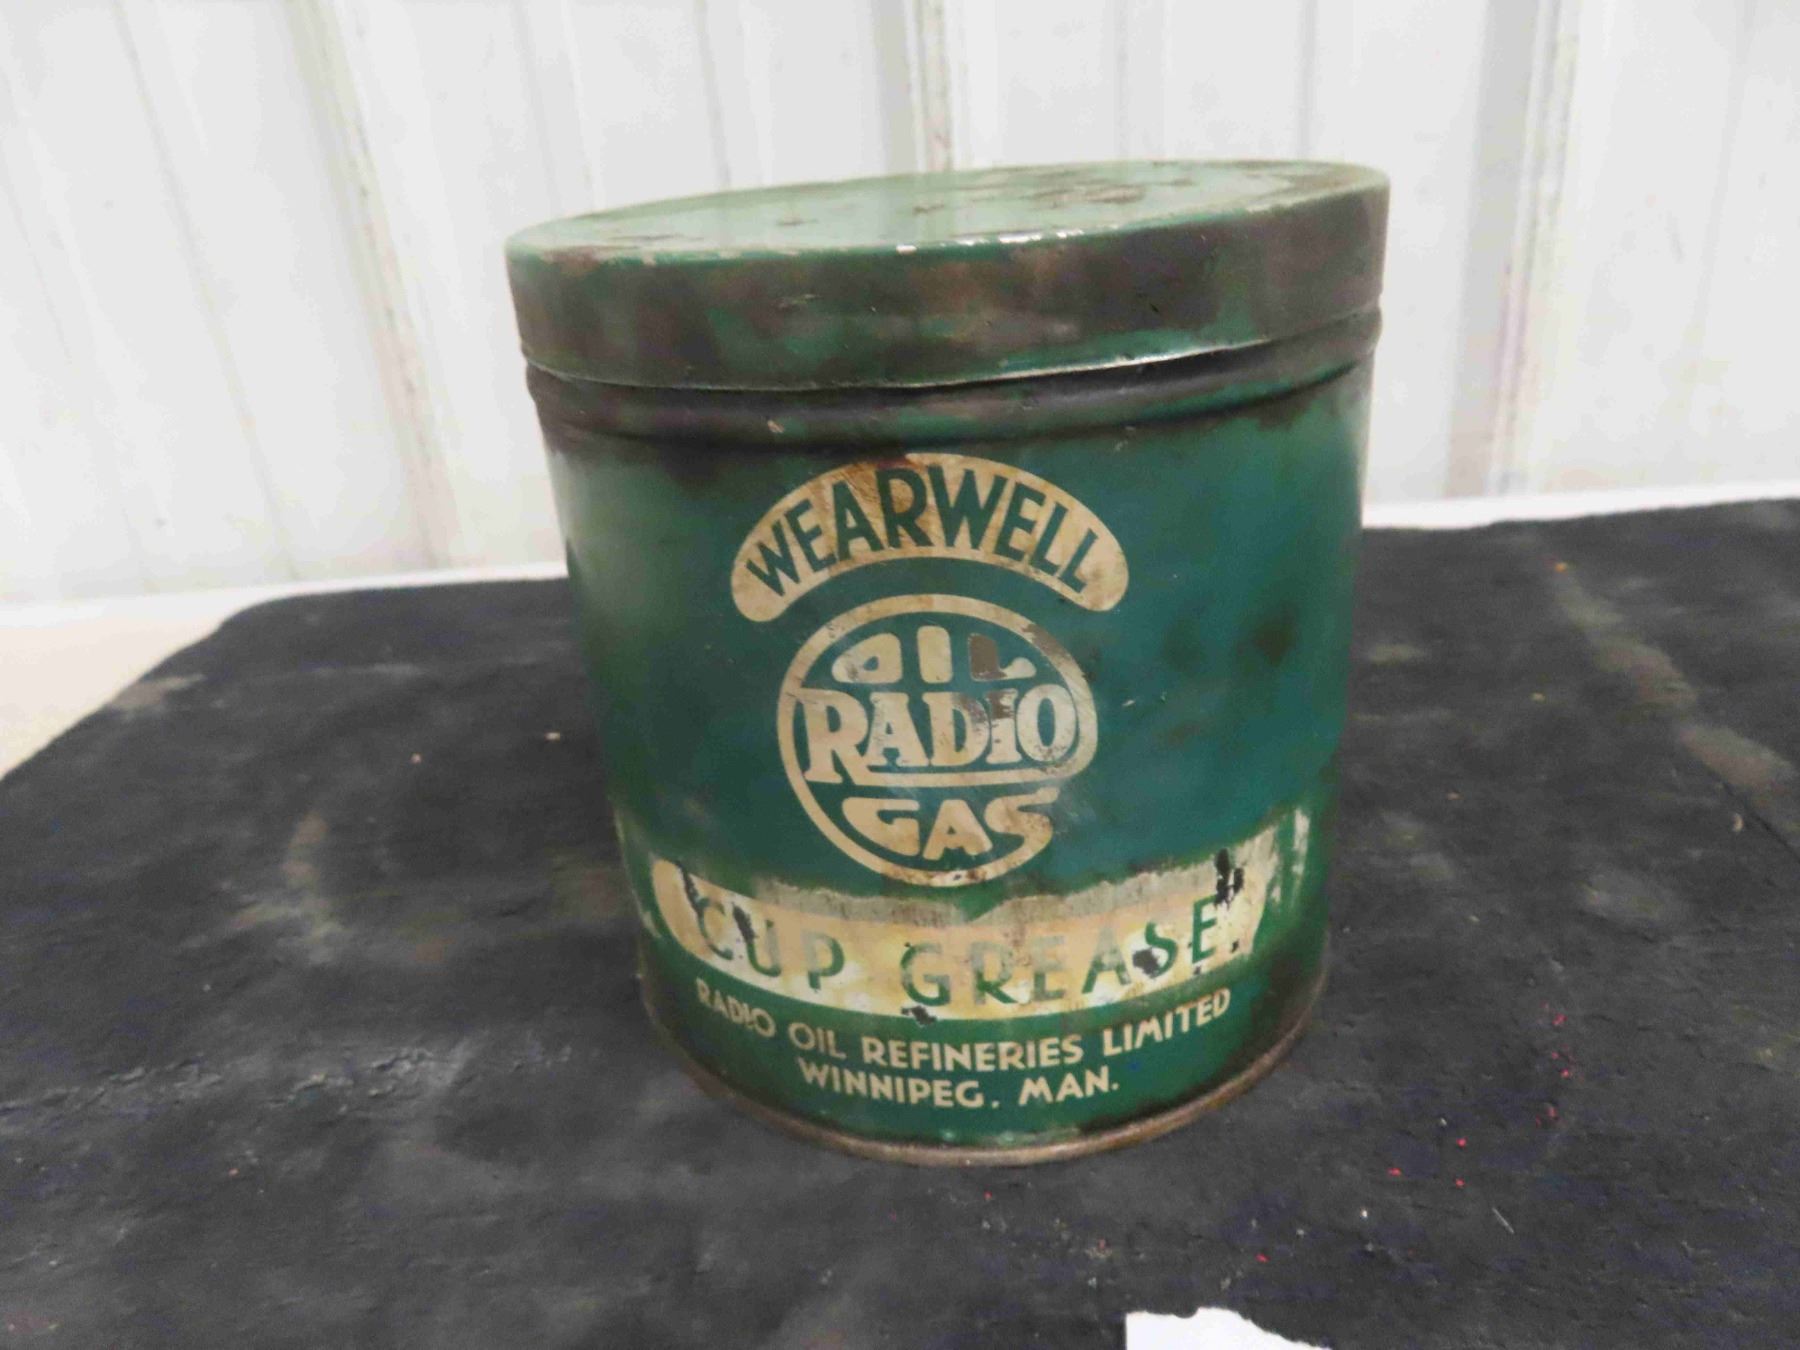 WEARWELL
OIL
RADIO
GAS
CUP GREASE
RADIO OIL REFINERIES LIMITED
WINNIPEG. MAN.